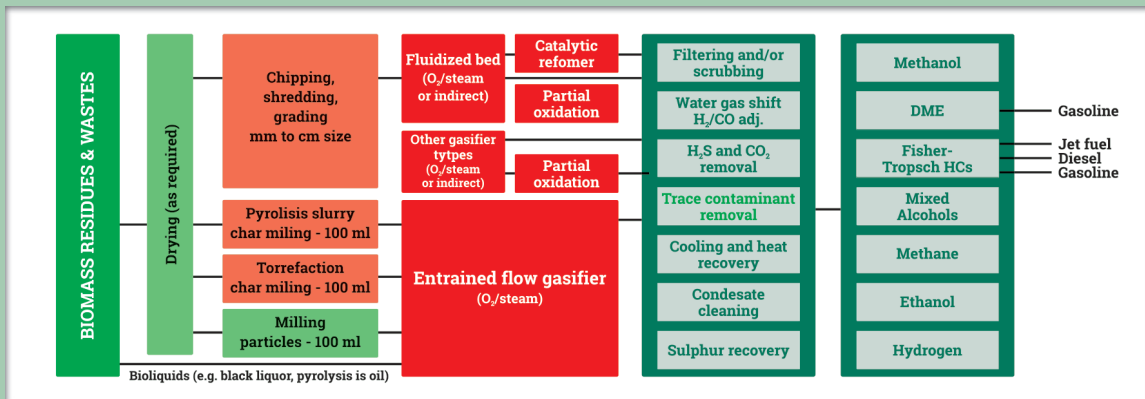 BIOMASS RESIDUES & WASTES
Drying (as required)
Chipping,
shredding,
grading
mm to cm size
Pyrolisis slurry
char miling - 100 ml
Torrefaction
char miling - 100 ml
Milling
particles - 100 ml
Bioliquids (e.g. black liquor, pyrolysis is oil)
Fluidized bed
(O₂/steam
or indirect)
Catalytic
refomer
Partial
oxidation
Other gasifier
tytpes
(O₂/steam
or indirect)
Partial
oxidation
Entrained flow gasifier
(O₂/steam)
Filtering and/or
scrubbing
Water gas shift
H₂/CO adj.
H₂S and CO₂
removal
Trace contaminant
removal
Cooling and heat
recovery
Condesate
cleaning
Sulphur recovery
Methanol
DME
Fisher-
Tropsch HCs
Mixed
Alcohols
Methane
Ethanol
Hydrogen
Gasoline
Jet fuel
Diesel
Gasoline